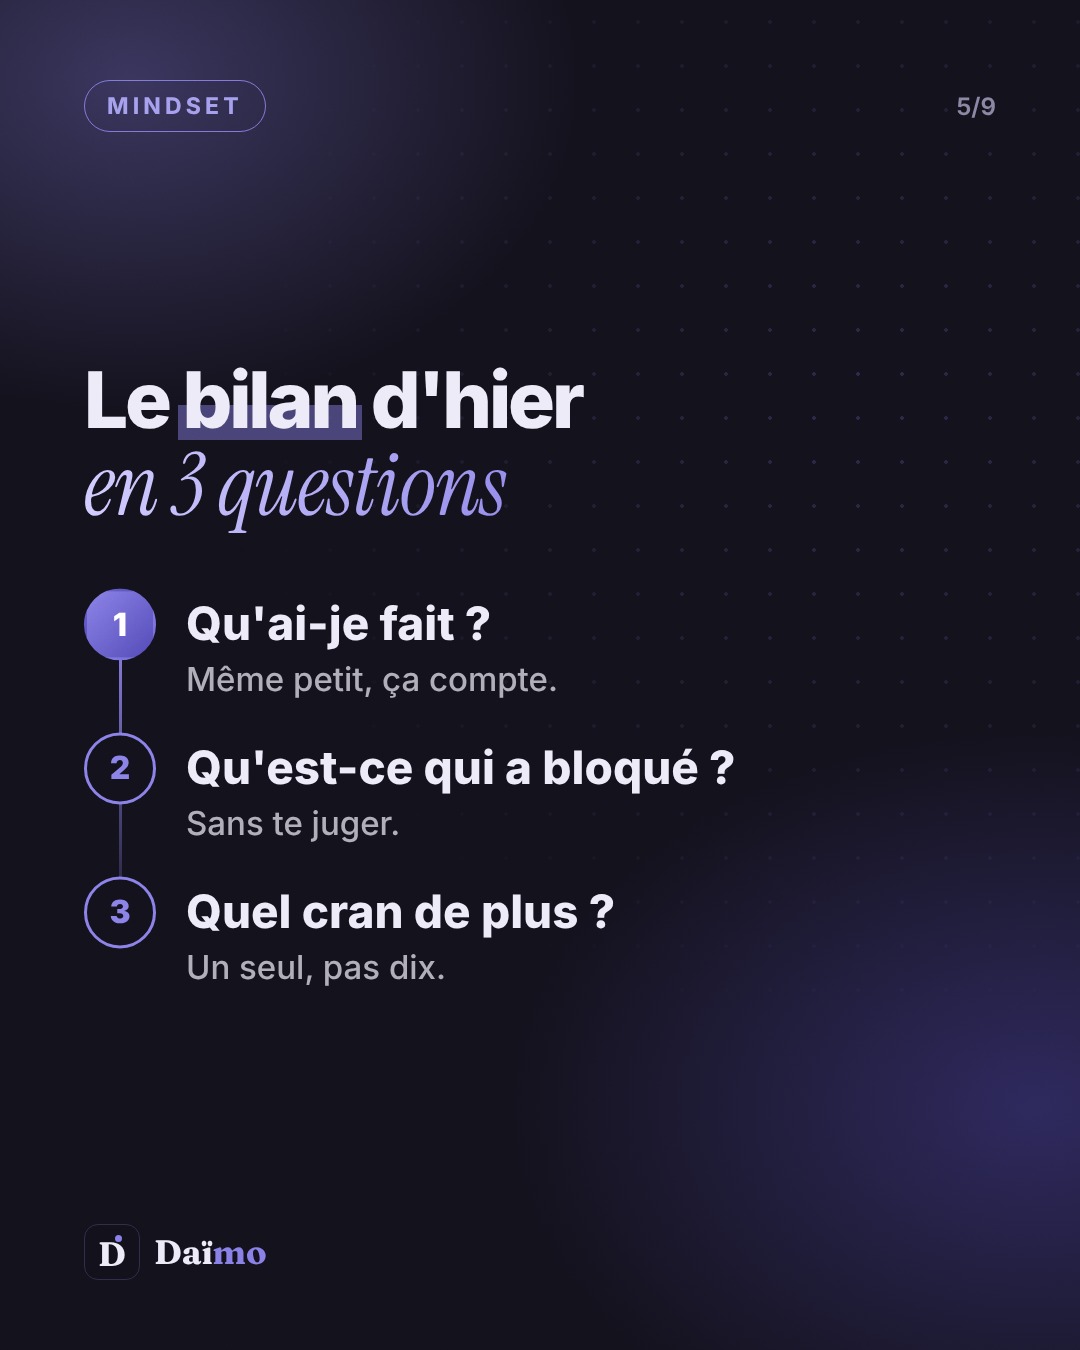 MINDSET
5/9
Le bilan d'hier
en 3 questions
1
Qu'ai-je fait ?
Même petit, ça compte.
2
Qu'est-ce qui a bloqué ?
Sans te juger.
3
Quel cran de plus ?
Un seul, pas dix.
D Daïmo